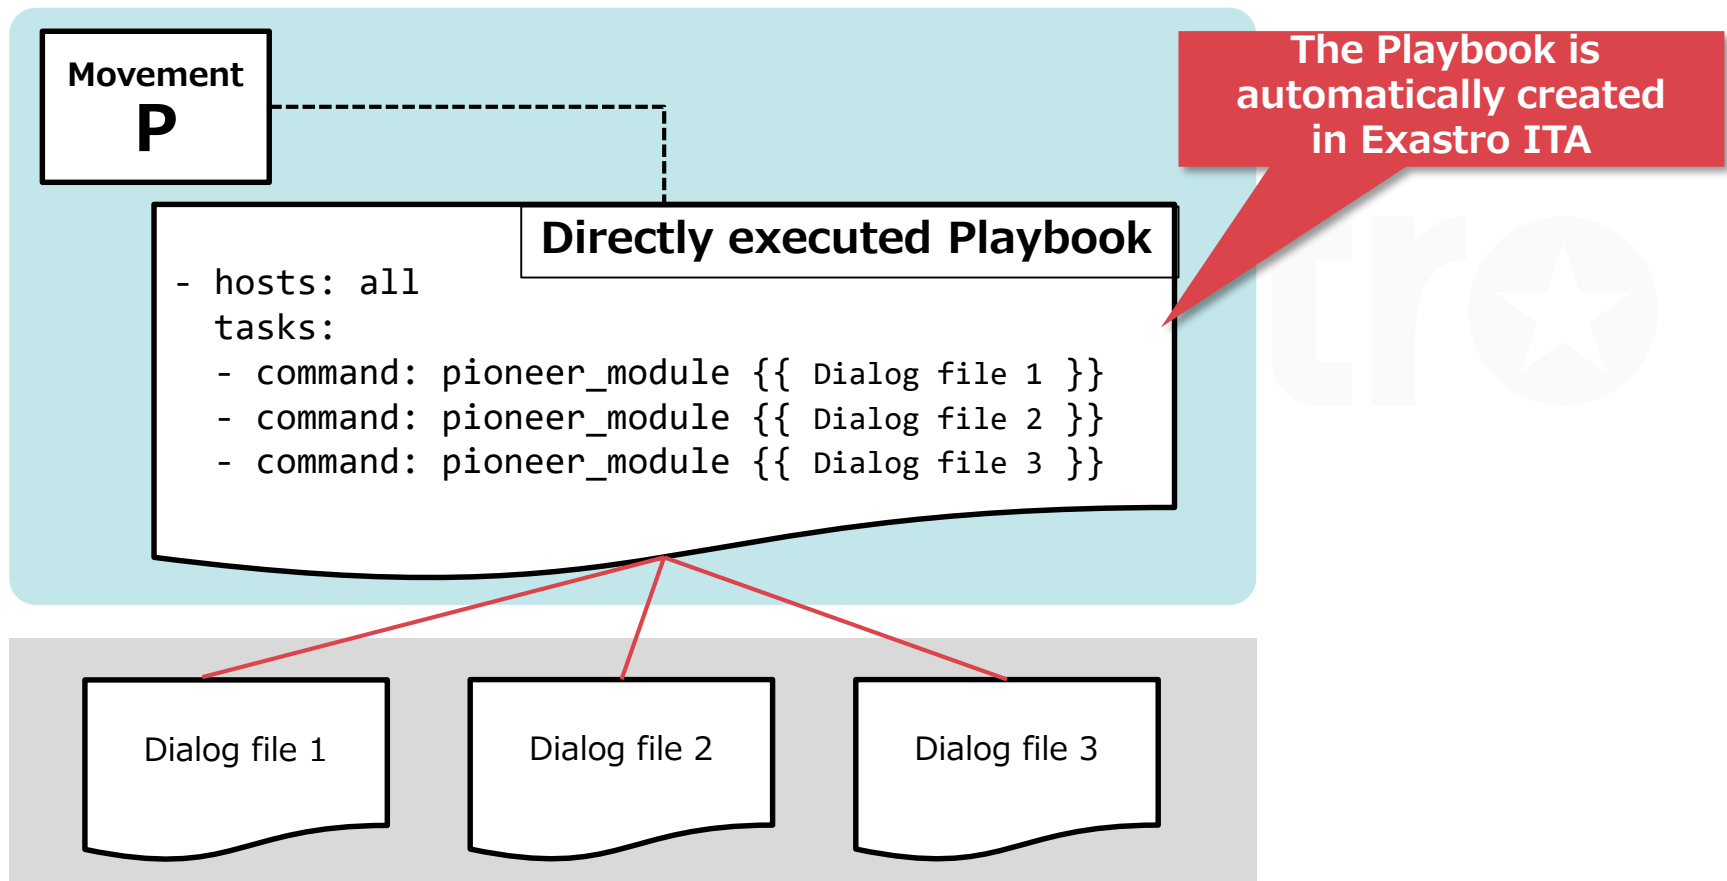 Movement
P
The Playbook is
automatically created
in Exastro ITA
Directly executed Playbook
- hosts: all
  tasks:
  - command: pioneer_module {{ Dialog file 1 }}
  - command: pioneer_module {{ Dialog file 2 }}
  - command: pioneer_module {{ Dialog file 3 }}
tro
Dialog file 1
Dialog file 2
Dialog file 3